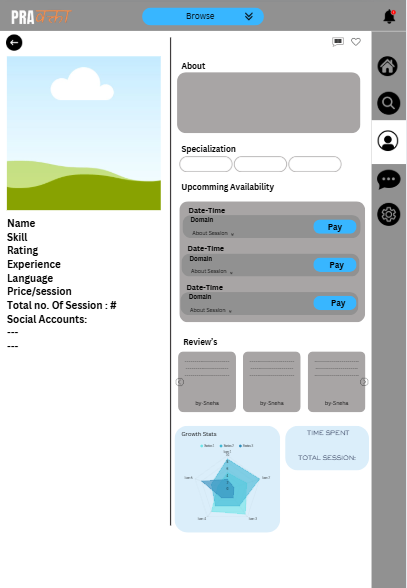 PRA
Browse
Name
Skill
Rating
Experience
Language
Price/session
Total no. Of Session : #
Social Accounts:
---
---
About
Specialization
Upcomming Availability
Date-Time
Domain
About Session
Pay
Date-Time
Domain
About Session
Pay
Date-Time
Domain
About Session
Pay
Review's
by-Sneha
by-Sneha
by-Sneha
Growth Stats
TIME SPENT
TOTAL SESSION: